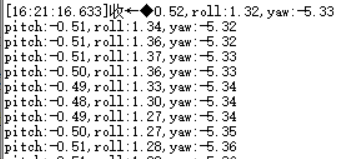 [16:21:16.633]收←◆0.52,roll:1.32,yaw:-5.33
pitch:-0.51,roll:1.34,yaw:-5.32
pitch:-0.51,roll:1.36,yaw:-5.32
pitch:-0.51,roll:1.37,yaw:-5.33
pitch:-0.50,roll:1.36,yaw:-5.33
pitch:-0.49,roll:1.33,yaw:-5.34
pitch:-0.48,roll:1.30,yaw:-5.34
pitch:-0.49,roll:1.28,yaw:-5.34
pitch:-0.50,roll:1.27,yaw:-5.35
pitch:-0.51,roll:1.28,yaw:-5.36